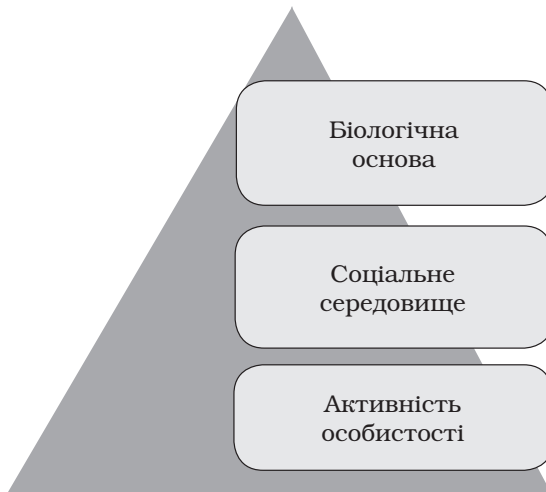 Біологічна
основа
Соціальне
середовище
Активність
особистості